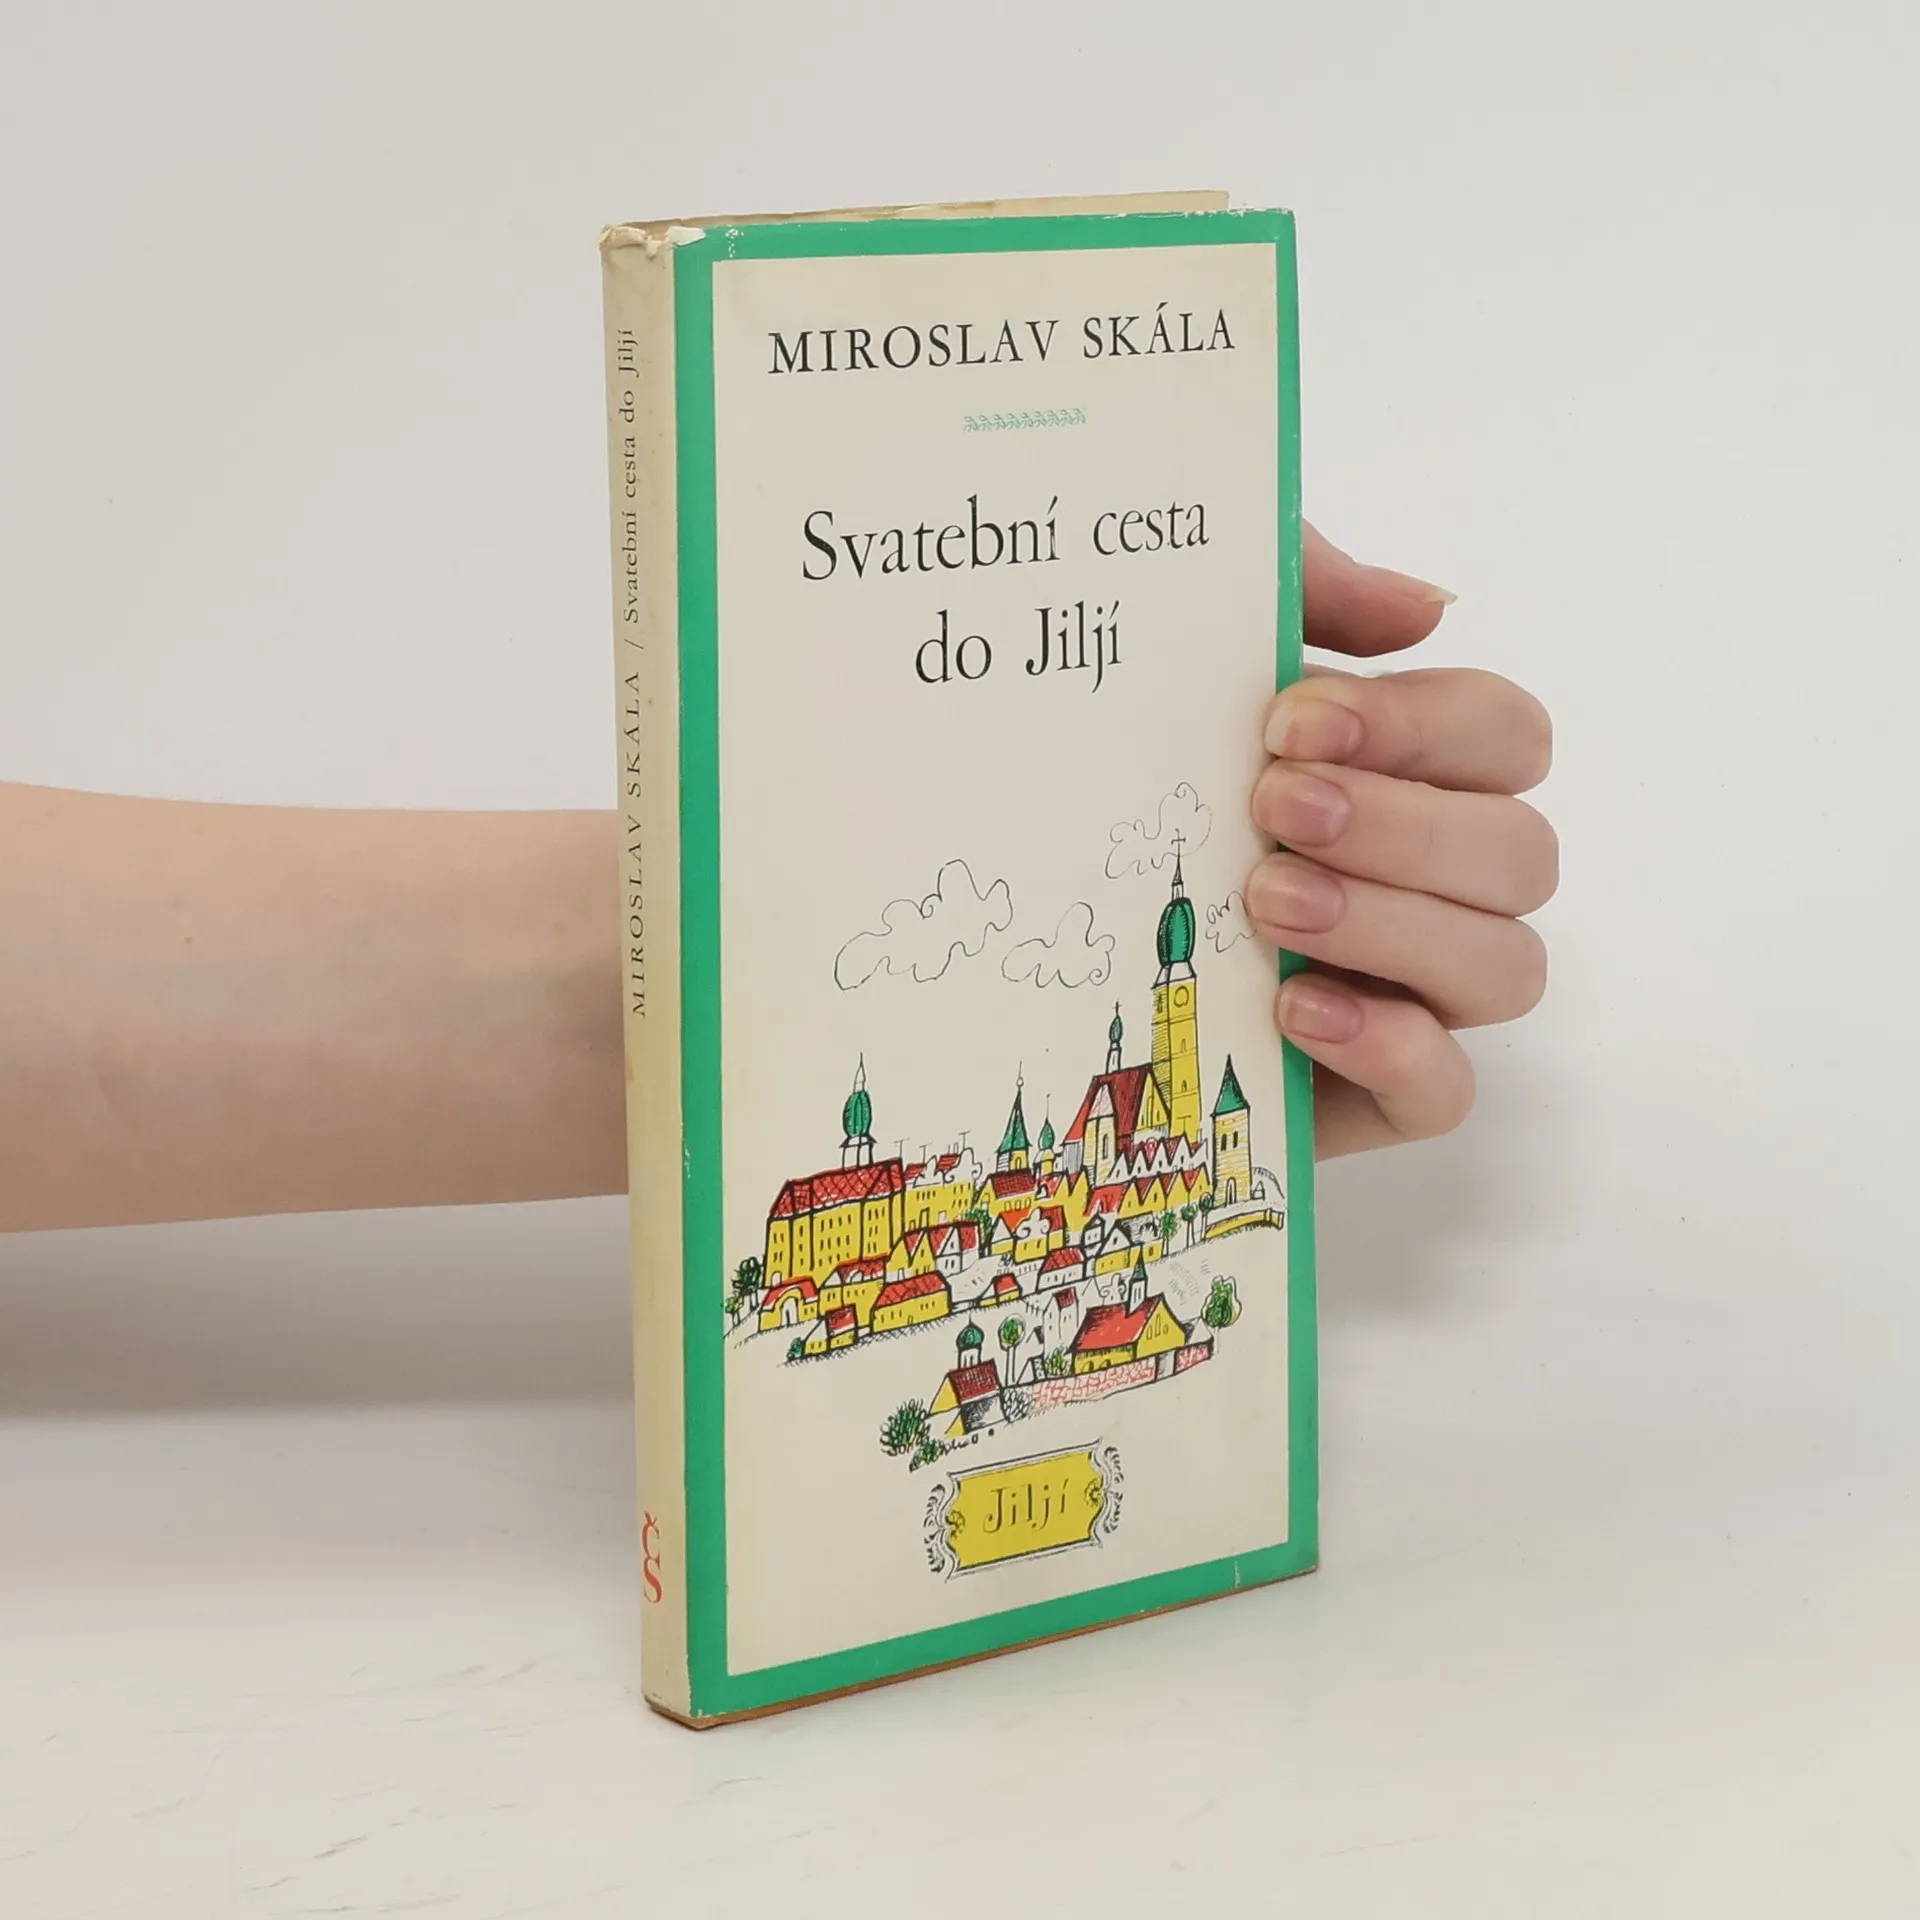 MIROSLAV SKÁLA
Svatební cesta
do Jiljí
Jiljí
MIROSLAV SKÁLA / Svatební cesta do Jiljí
ČS